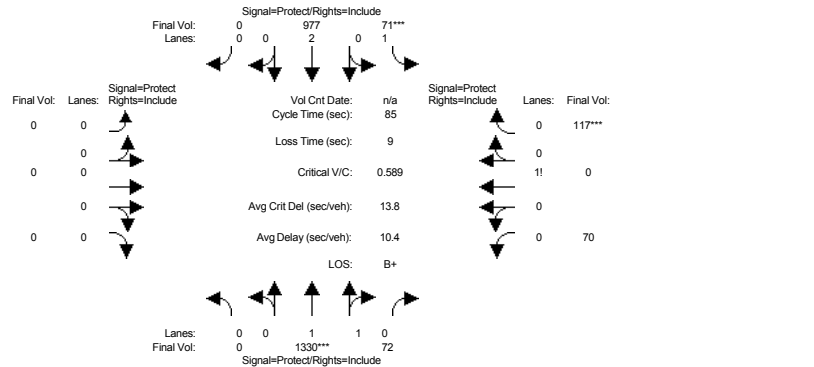 Signal=Protect/Rights=Include
Final Vol: 0 977 71***
Lanes: 0 0 2 0 1
Signal=Protect Signal=Protect
Final Vol: Lanes: Rights=Include Vol Cnt Date: n/a Rights=Include Lanes: Final Vol:
Cycle Time (sec): 85
0 0 0 117***
Loss Time (sec): 9
0 0
0 0 Critical V/C: 0.589 1! 0
0 Avg Crit Del (sec/veh): 13.8 0
0 0 Avg Delay (sec/veh): 10.4 0 70
LOS: B+
Lanes: 0 0 1 1 0
Final Vol: 0 1330*** 72
Signal=Protect/Rights=Include